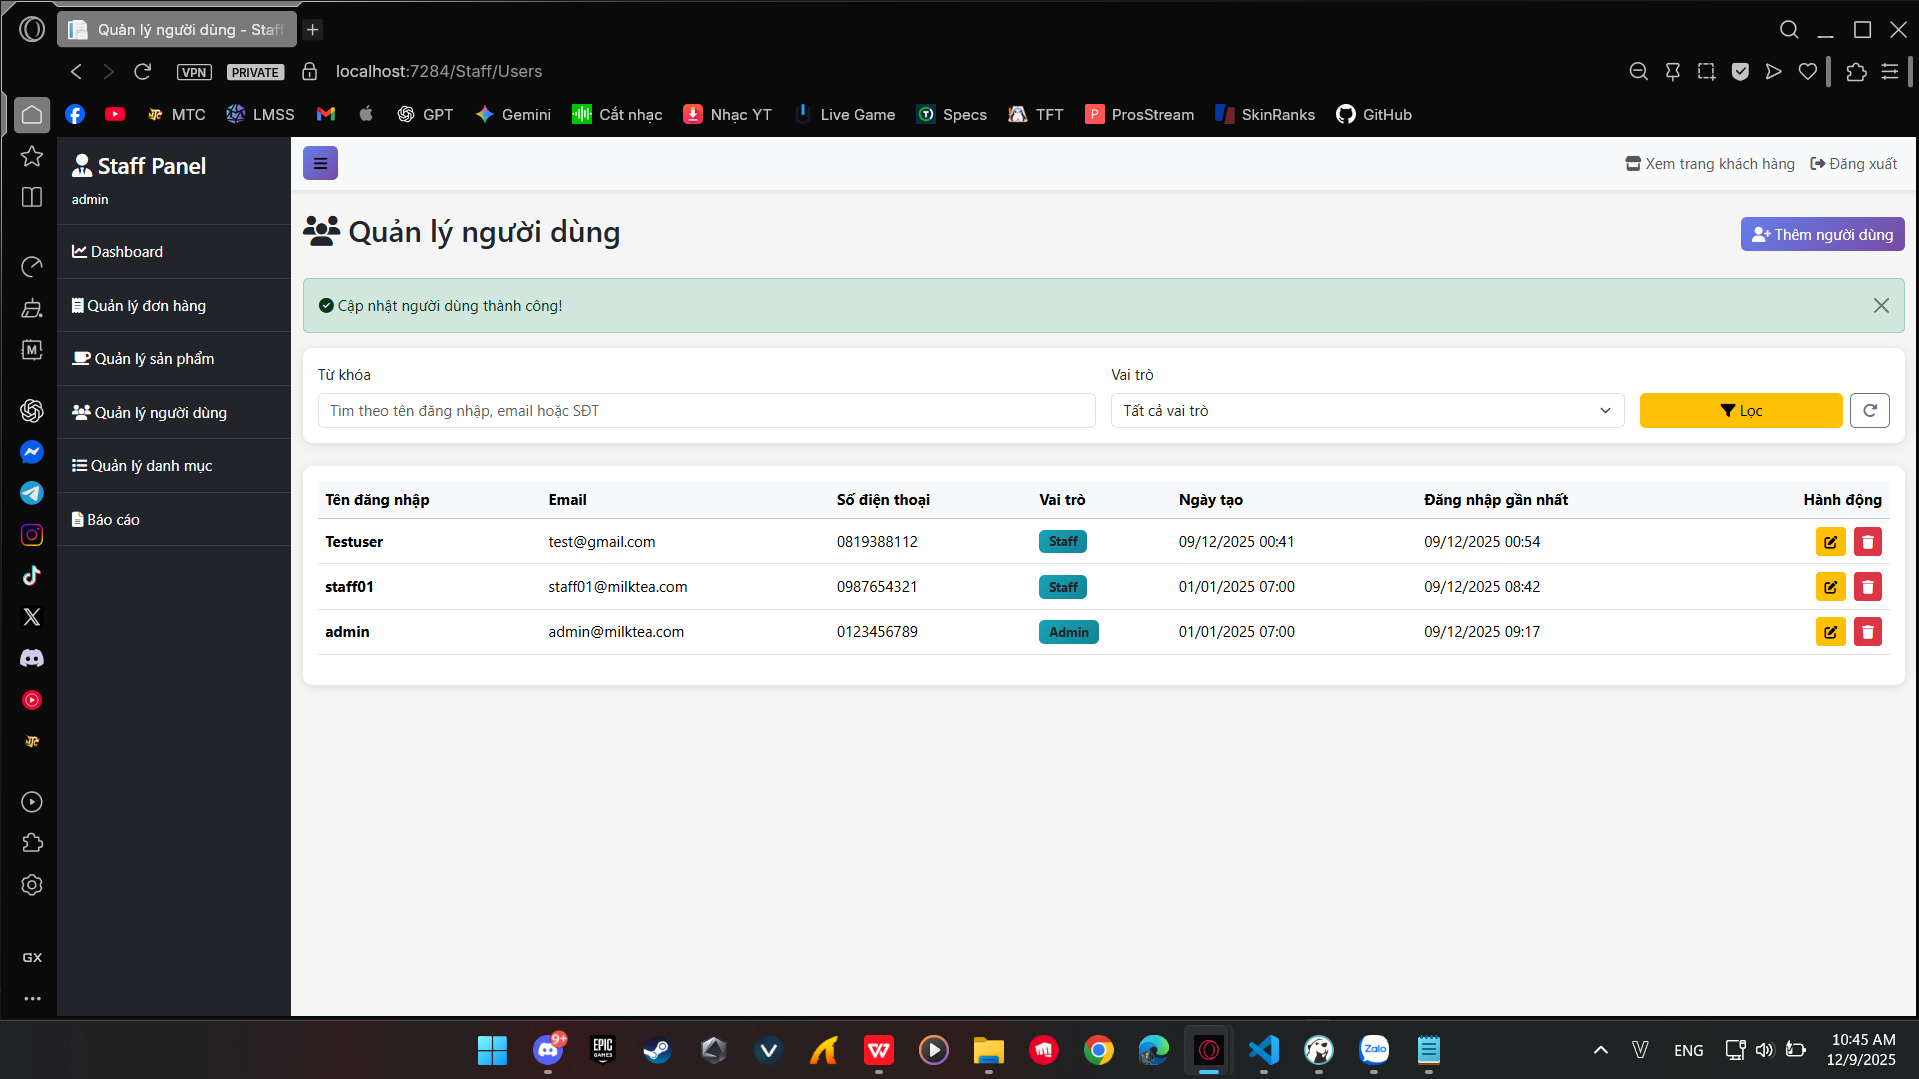 Quản lý người dùng - Staff
VPN PRIVATE localhost:7284/Staff/Users
MTC LMSS GPT Gemini Cắt nhạc Nhạc YT Live Game Specs TFT ProsStream SkinRanks GitHub
Staff Panel
admin
Dashboard
Quản lý đơn hàng
Quản lý sản phẩm
Quản lý người dùng
Quản lý danh mục
Báo cáo
Xem trang khách hàng Đăng xuất
Quản lý người dùng
Thêm người dùng
Cập nhật người dùng thành công!
Từ khóa Vai trò
Tìm theo tên đăng nhập, email hoặc SĐT Tất cả vai trò Lọc
Tên đăng nhập Email Số điện thoại Vai trò Ngày tạo Đăng nhập gần nhất Hành động
Testuser test@gmail.com 0819388112 Staff 09/12/2025 00:41 09/12/2025 00:54
staff01 staff01@milktea.com 0987654321 Staff 01/01/2025 07:00 09/12/2025 08:42
admin admin@milktea.com 0123456789 Admin 01/01/2025 07:00 09/12/2025 09:17
M
GX
9+
EPIC
GAMES
Zalo
V
ENG
10:45 AM
12/9/2025